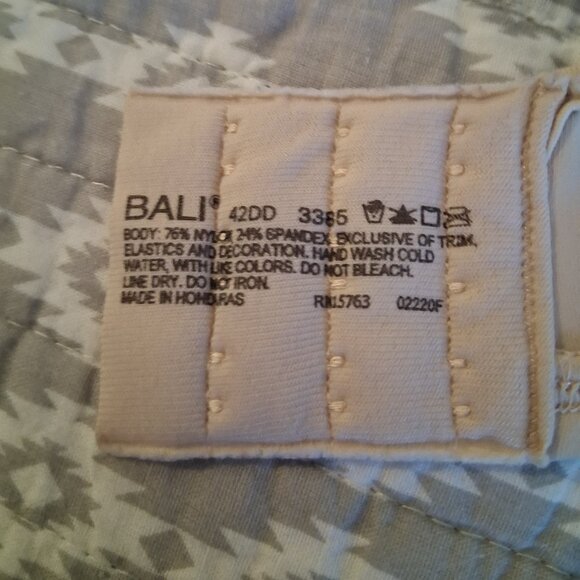 BALI® 42DD 3385
BODY: 76% NYLON 24% SPANDEX, EXCLUSIVE OF TRIM,
ELASTICS AND DECORATION. HAND WASH COLD
WATER, WITH LIKE COLORS. DO NOT BLEACH.
LINE DRY. DO NOT IRON.
MADE IN HONDURAS RN15763 02220F